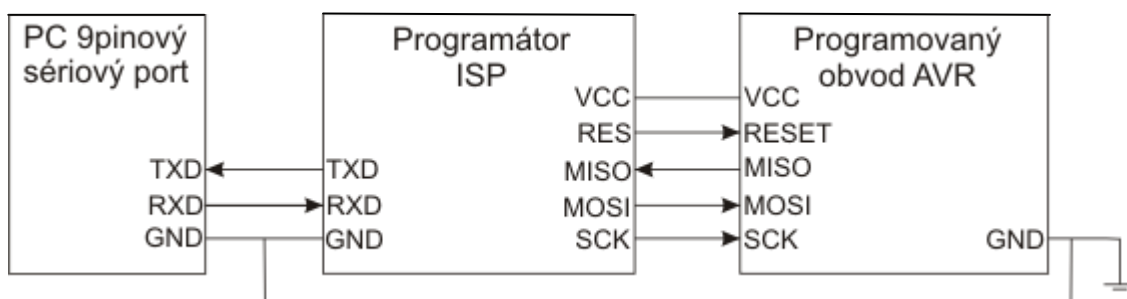 PC 9pinový
sériový port
TXD
RXD
GND
Programátor
ISP
VCC
RES
TXD
MISO
RXD
MOSI
GND
SCK
Programovaný
obvod AVR
VCC
RESET
MISO
MOSI
SCK
GND